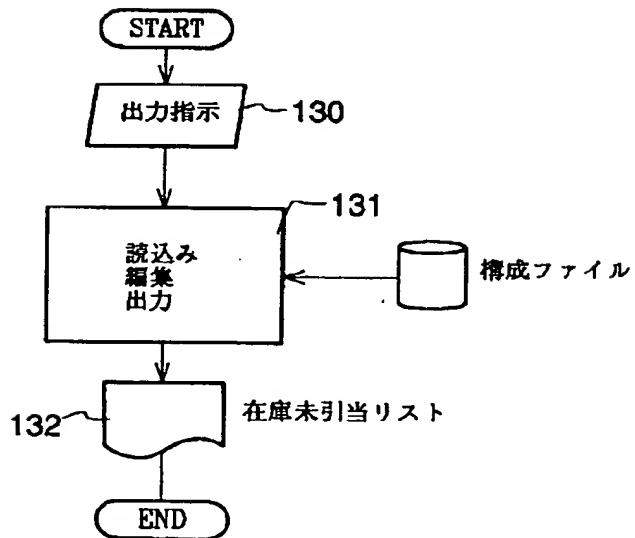 START
出力指示
130
131
読込み
編集
出力
構成ファイル
132
在庫未引当リスト
END